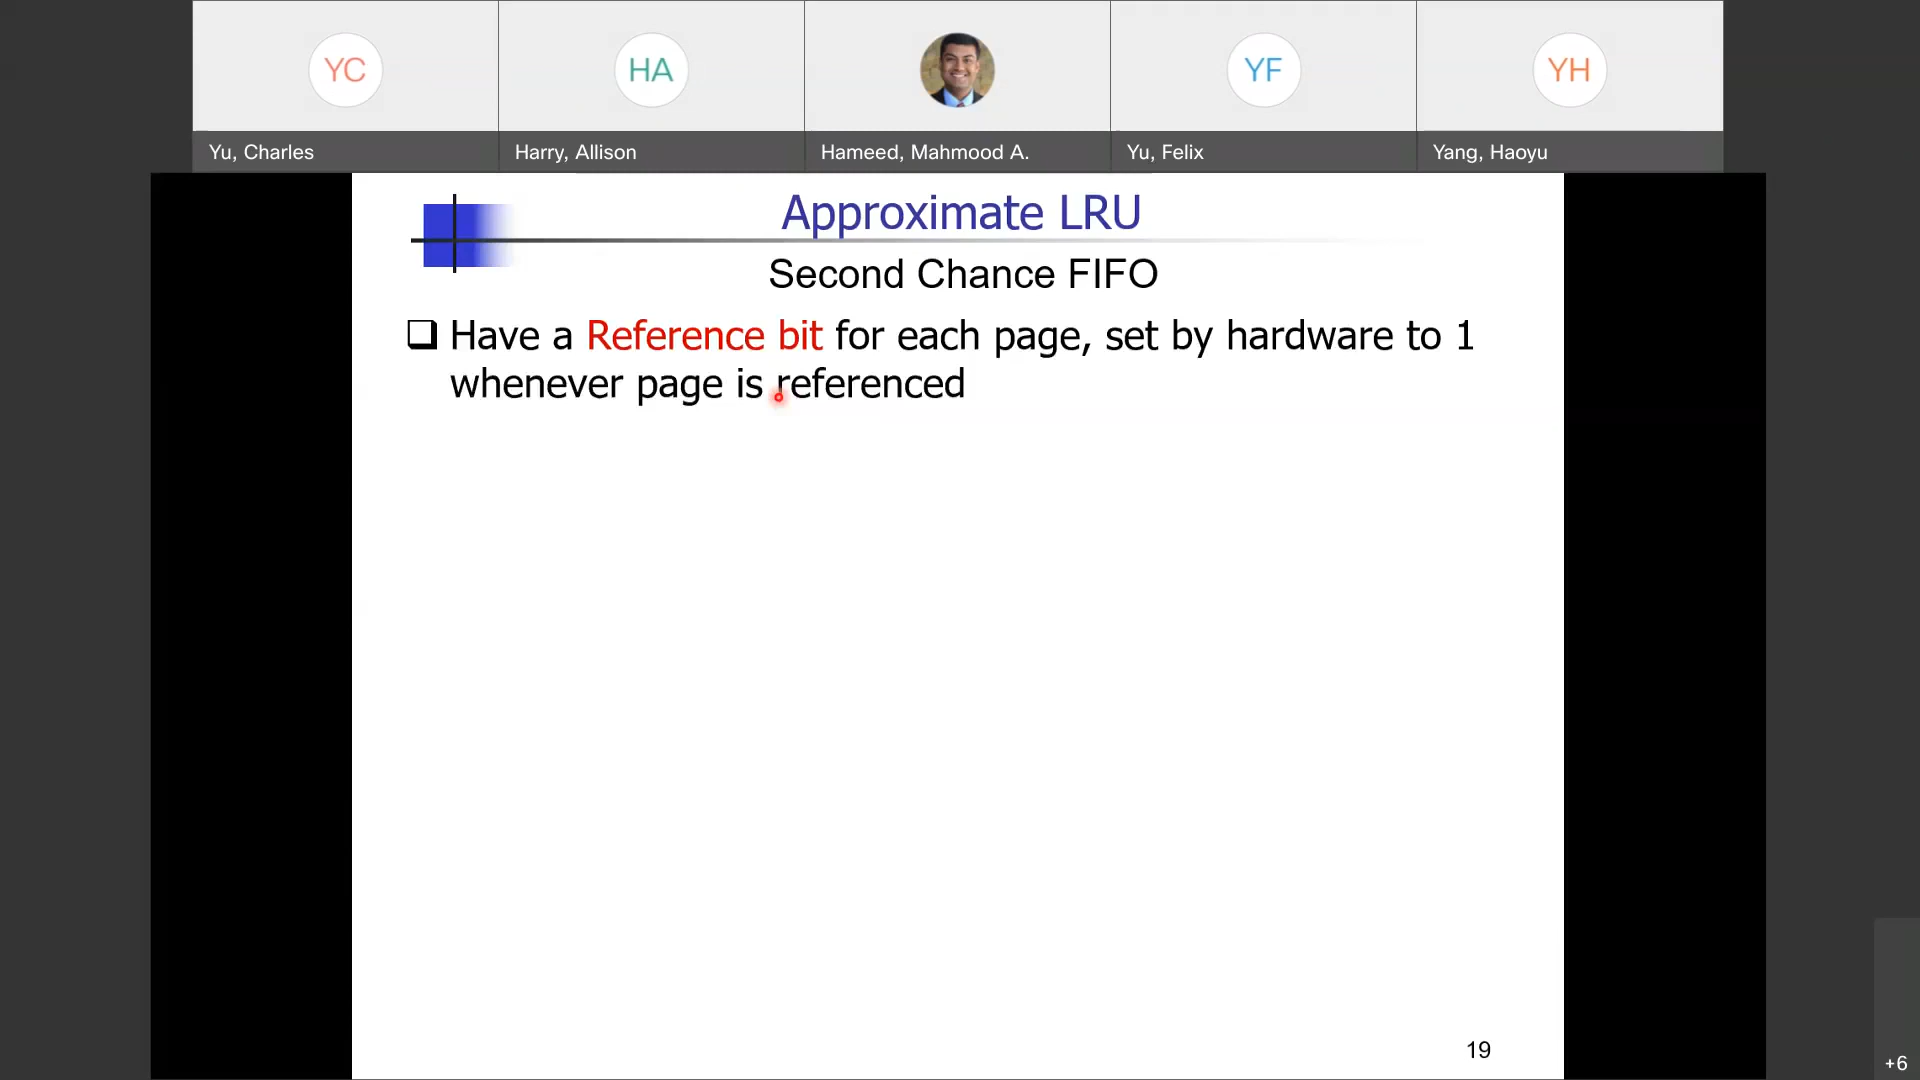 YC
HA
YF
YH
Yu, Charles
Harry, Allison
Hameed, Mahmood A.
Yu, Felix
Yang, Haoyu
Approximate LRU
Second Chance FIFO
Have a Reference bit for each page, set by hardware to 1
whenever page is referenced
19
+6